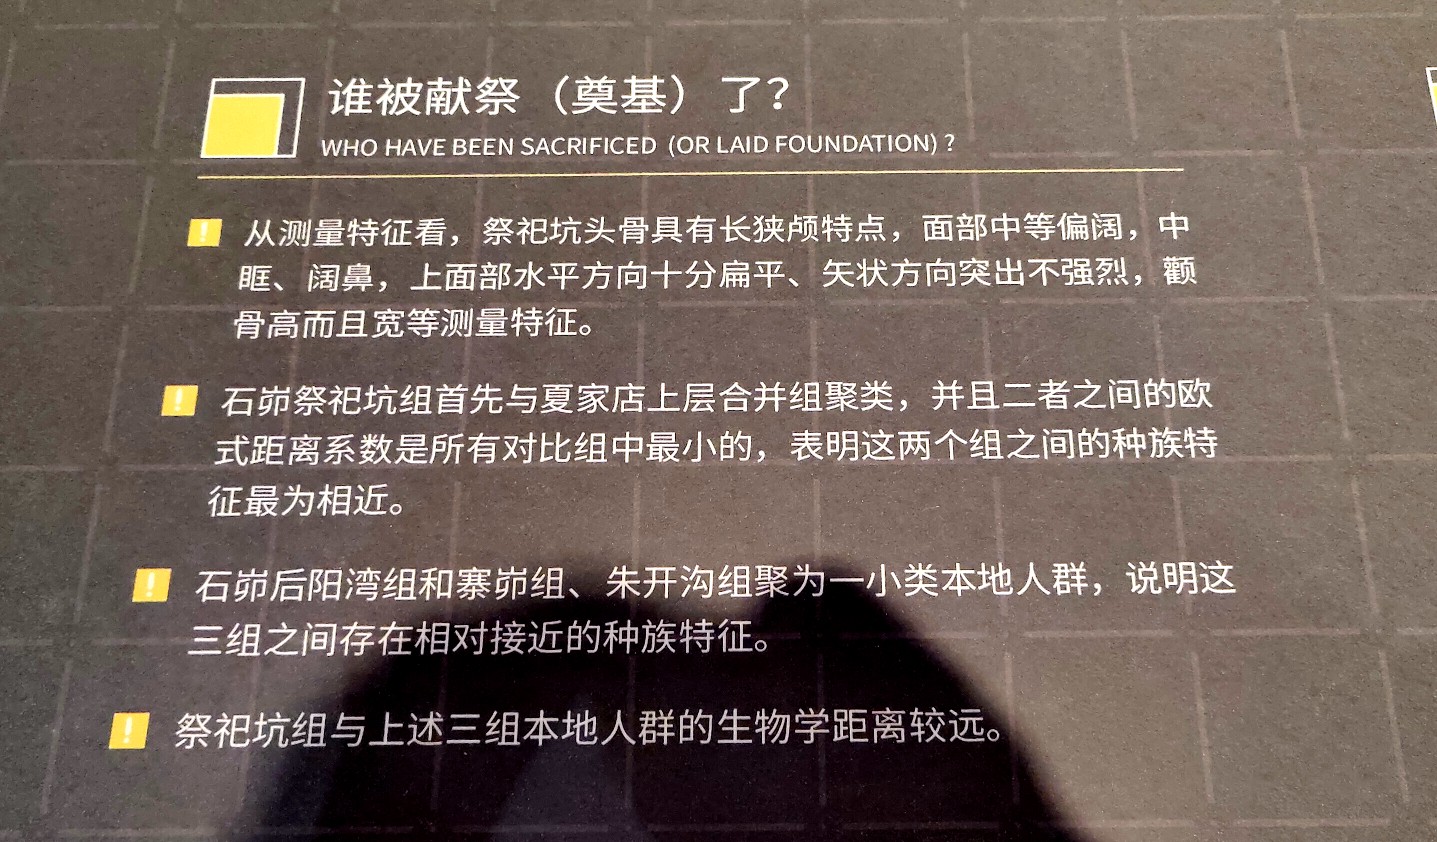 谁被献祭（奠基）了？
WHO HAVE BEEN SACRIFICED (OR LAID FOUNDATION) ?
从测量特征看，祭祀坑头骨具有长狭颅特点，面部中等偏阔，中
眶、阔鼻，上面部水平方向十分扁平、矢状方向突出不强烈，颧
骨高而且宽等测量特征。
石峁祭祀坑组首先与夏家店上层合并组聚类，并且二者之间的欧
式距离系数是所有对比组中最小的，表明这两个组之间的种族特
征最为相近。
石峁后阳湾组和寨峁组、朱开沟组聚为一小类本地人群，说明这
三组之间存在相对接近的种族特征。
祭祀坑组与上述三组本地人群的生物学距离较远。